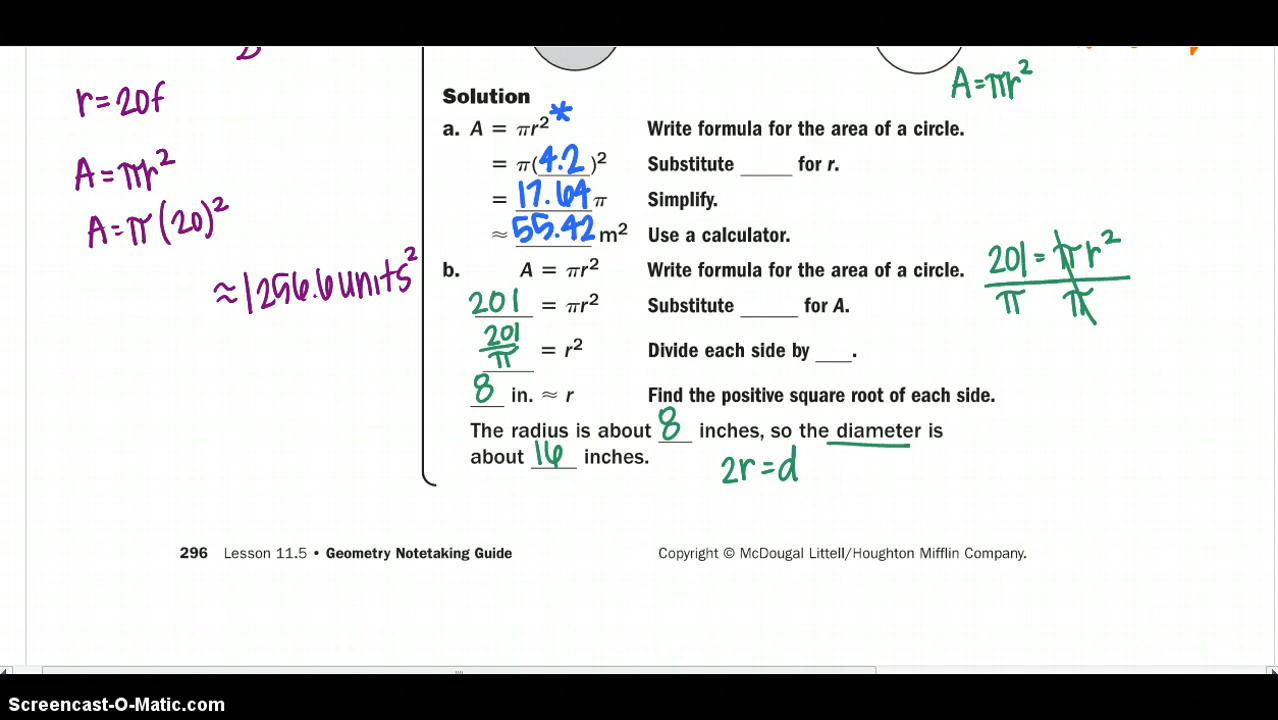 r = 20f
A = πr²
A = π(20)²
≈ 1256.6 units²
A = πr²
Solution
a. A = πr² * Write formula for the area of a circle.
= π(4.2)² Substitute _____ for r.
= 17.64 π Simplify.
≈ 55.42 m² Use a calculator.
b. A = πr² Write formula for the area of a circle.
201 = πr² Substitute _____ for A.
201/π = r² Divide each side by ___.
8 in. ≈ r Find the positive square root of each side.
The radius is about 8 inches, so the diameter is
about 16 inches.
2r = d
201 = πr²
π π
296 Lesson 11.5 • Geometry Notetaking Guide Copyright © McDougal Littell/Houghton Mifflin Company.
Screencast-O-Matic.com